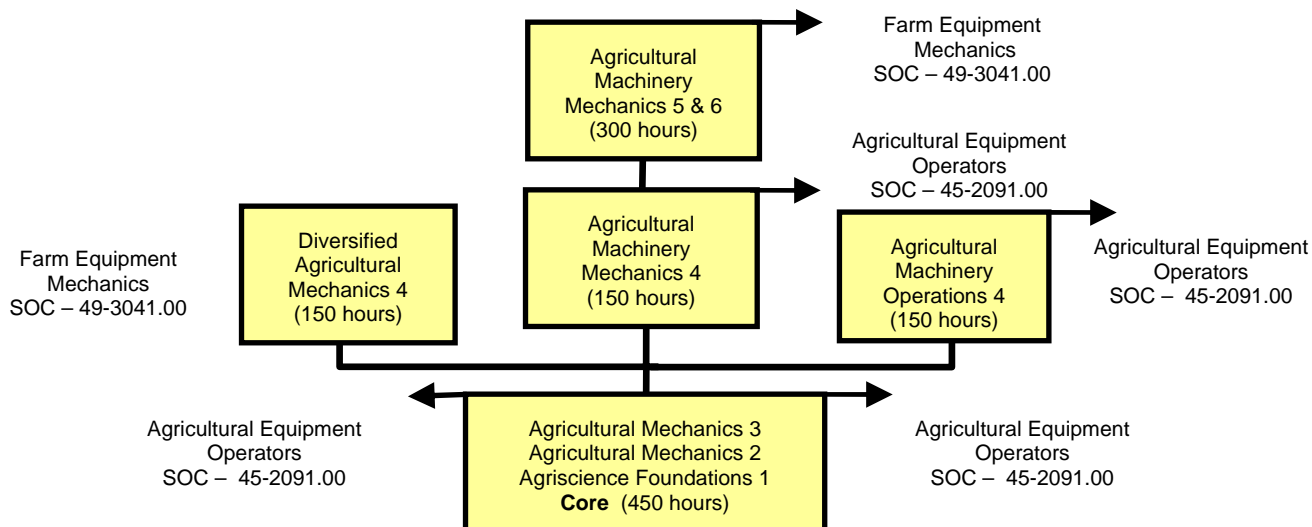 Agricultural
Machinery
Mechanics 5 & 6
(300 hours)
Farm Equipment
Mechanics
SOC – 49-3041.00
Agricultural Equipment
Operators
SOC – 45-2091.00
Farm Equipment
Mechanics
SOC – 49-3041.00
Diversified
Agricultural
Mechanics 4
(150 hours)
Agricultural
Machinery
Mechanics 4
(150 hours)
Agricultural
Machinery
Operations 4
(150 hours)
Agricultural Equipment
Operators
SOC – 45-2091.00
Agricultural Equipment
Operators
SOC – 45-2091.00
Agricultural Mechanics 3
Agricultural Mechanics 2
Agriscience Foundations 1
Core (450 hours)
Agricultural Equipment
Operators
SOC – 45-2091.00